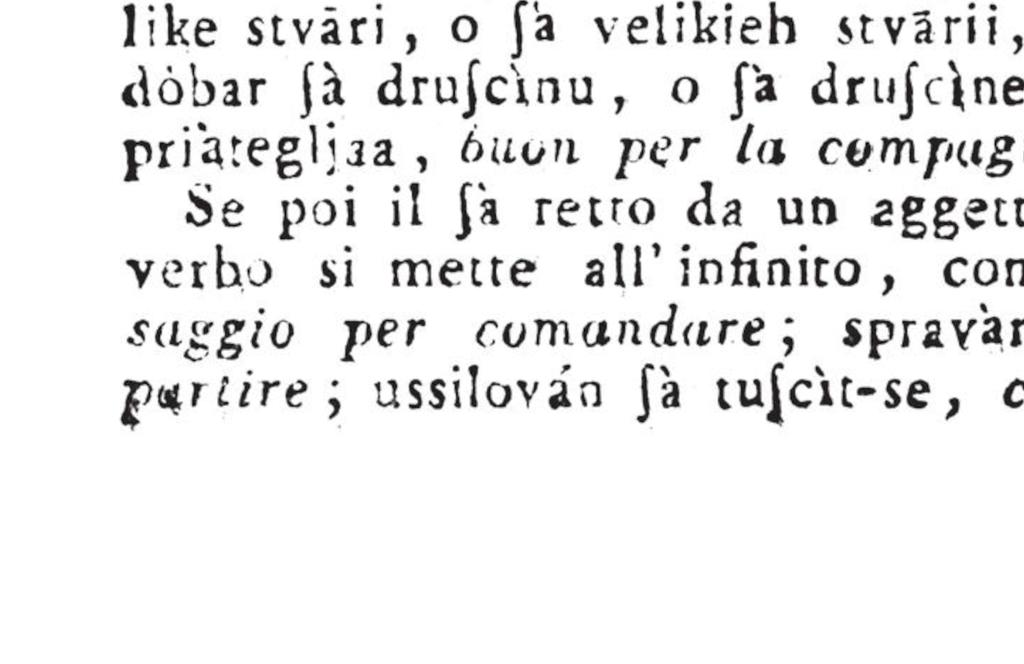 like stvāri, o ſà velikieh stvārii,
dòbar ſà druſcìnu, o ſà druſcìne
priàtegljaa, buon per la compag
Se poi il ſà retto da un aggett
verbo si mette all' infinito, con
saggio per comandare; spravàn
partire; ussilován ſà tuſcìt-se, c